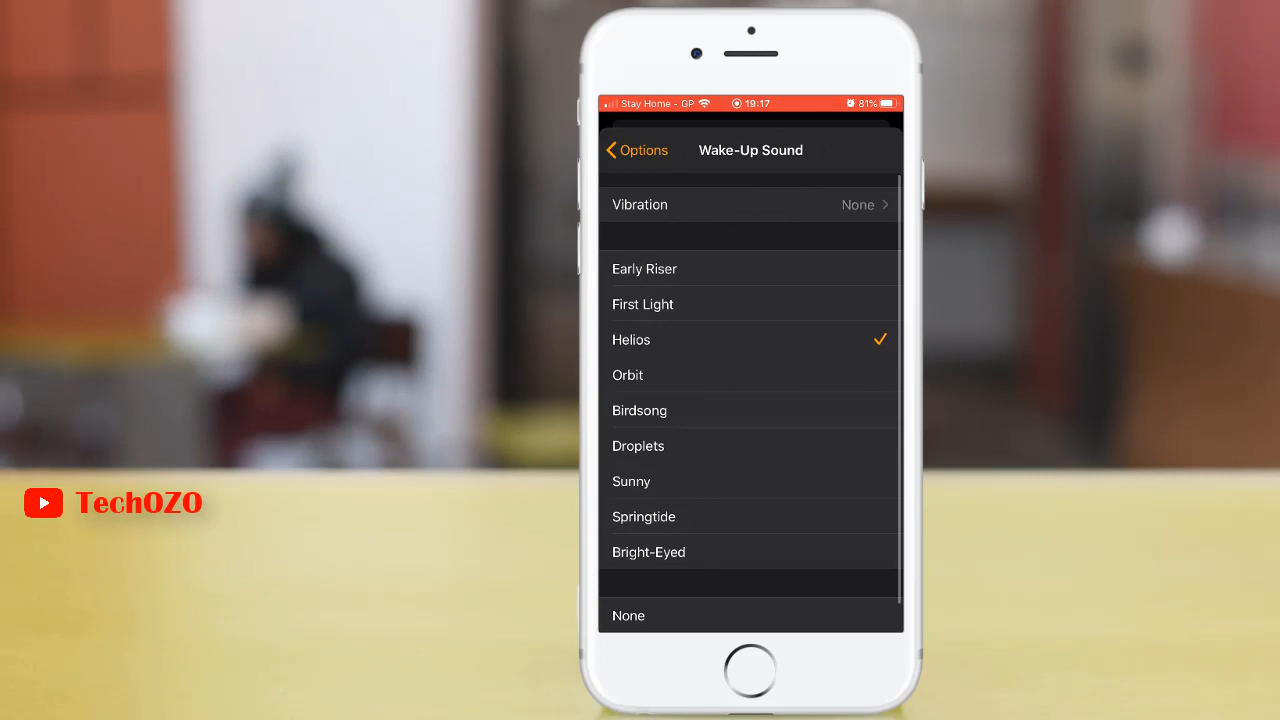 Stay Home - GP 19:17 81%
Options Wake-Up Sound
Vibration None
Early Riser
First Light
Helios
Orbit
Birdsong
Droplets
Sunny
Springtide
Bright-Eyed
None
TechOZO